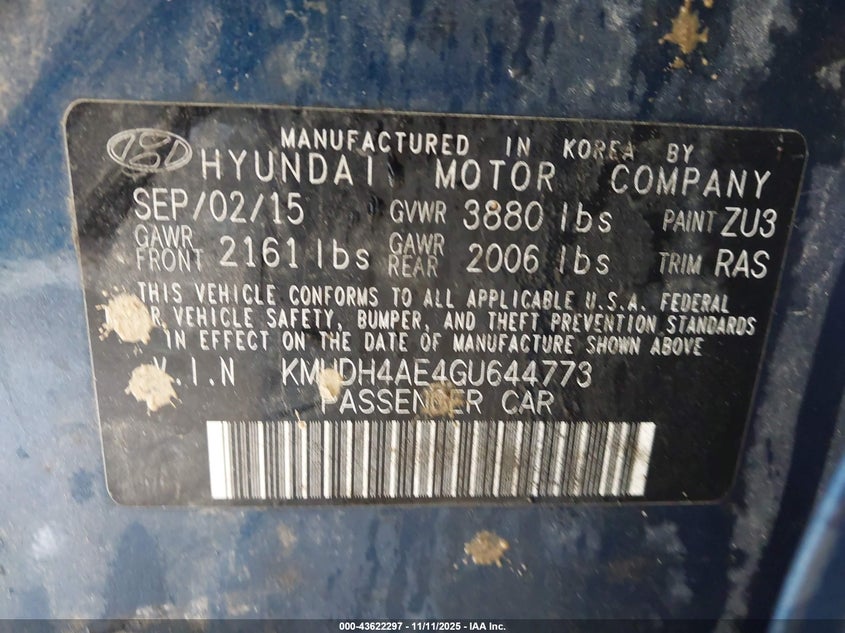 MANUFACTURED IN KOREA BY
HYUNDAI MOTOR COMPANY
SEP/02/15 GVWR 3880 lbs PAINT ZU3
GAWR FRONT 2161 lbs GAWR REAR 2006 lbs TRIM RAS
THIS VEHICLE CONFORMS TO ALL APPLICABLE U.S.A. FEDERAL
VEHICLE SAFETY, BUMPER, AND THEFT PREVENTION STANDARDS
IN EFFECT ON THE DATE OF MANUFACTURE SHOWN ABOVE.
V.I.N KMHDH4AE4GU644773
PASSENGER CAR
000-43622297 - 11/11/2025 - IAA Inc.